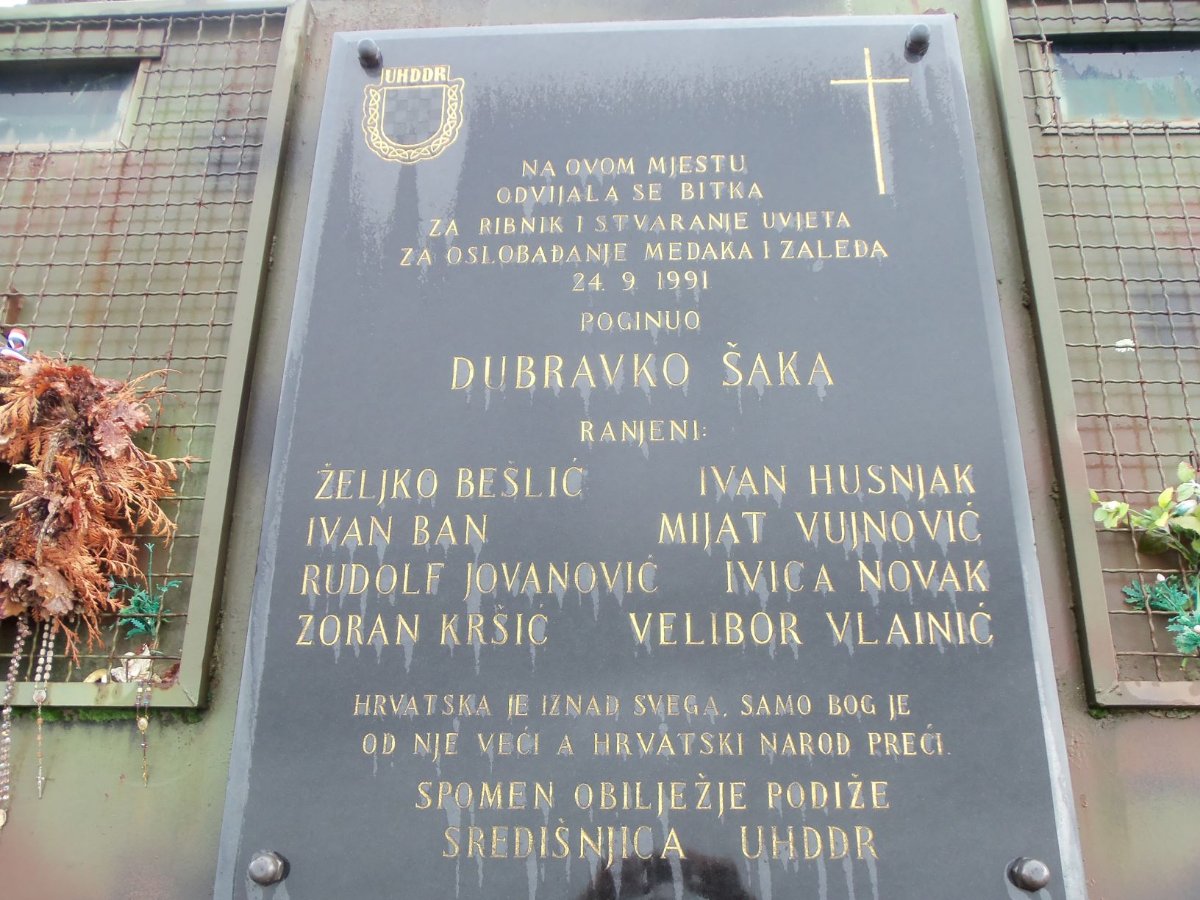 UHDDR
NA OVOM MJESTU
ODVIJALA SE BITKA
ZA RIBNIK I STVARANJE UVJETA
ZA OSLOBAĐANJE MEDAKA I ZALEĐA
24. 9 1991
POGINUO
DUBRAVKO ŠAKA
RANJENI:
ŽELJKO BEŠLIĆ IVAN HUSNJAK
IVAN BAN MIJAT VUJNOVIĆ
RUDOLF JOVANOVIĆ IVICA NOVAK
ZORAN KRŠIĆ VELIBOR VLAINIĆ
HRVATSKA JE IZNAD SVEGA, SAMO BOG JE
OD NJE VEĆI A HRVATSKI NAROD PREĆI.
SPOMEN OBILJEŽJE PODIŽE
SREDIŠNJICA UHDDR